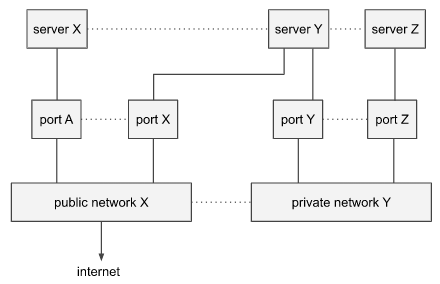 server X
server Y
server Z
port A
port X
port Y
port Z
public network X
private network Y
internet